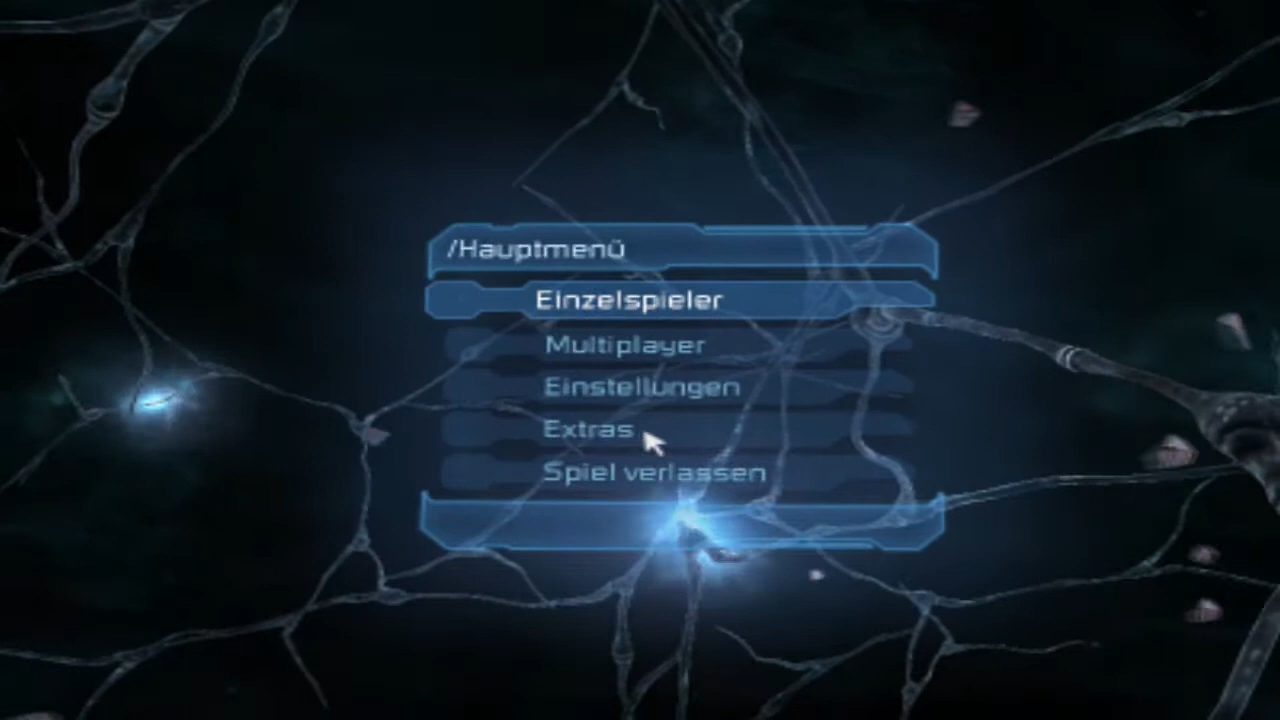 /Hauptmenü
Einzelspieler
Multiplayer
Einstellungen
Extras
Spiel verlassen